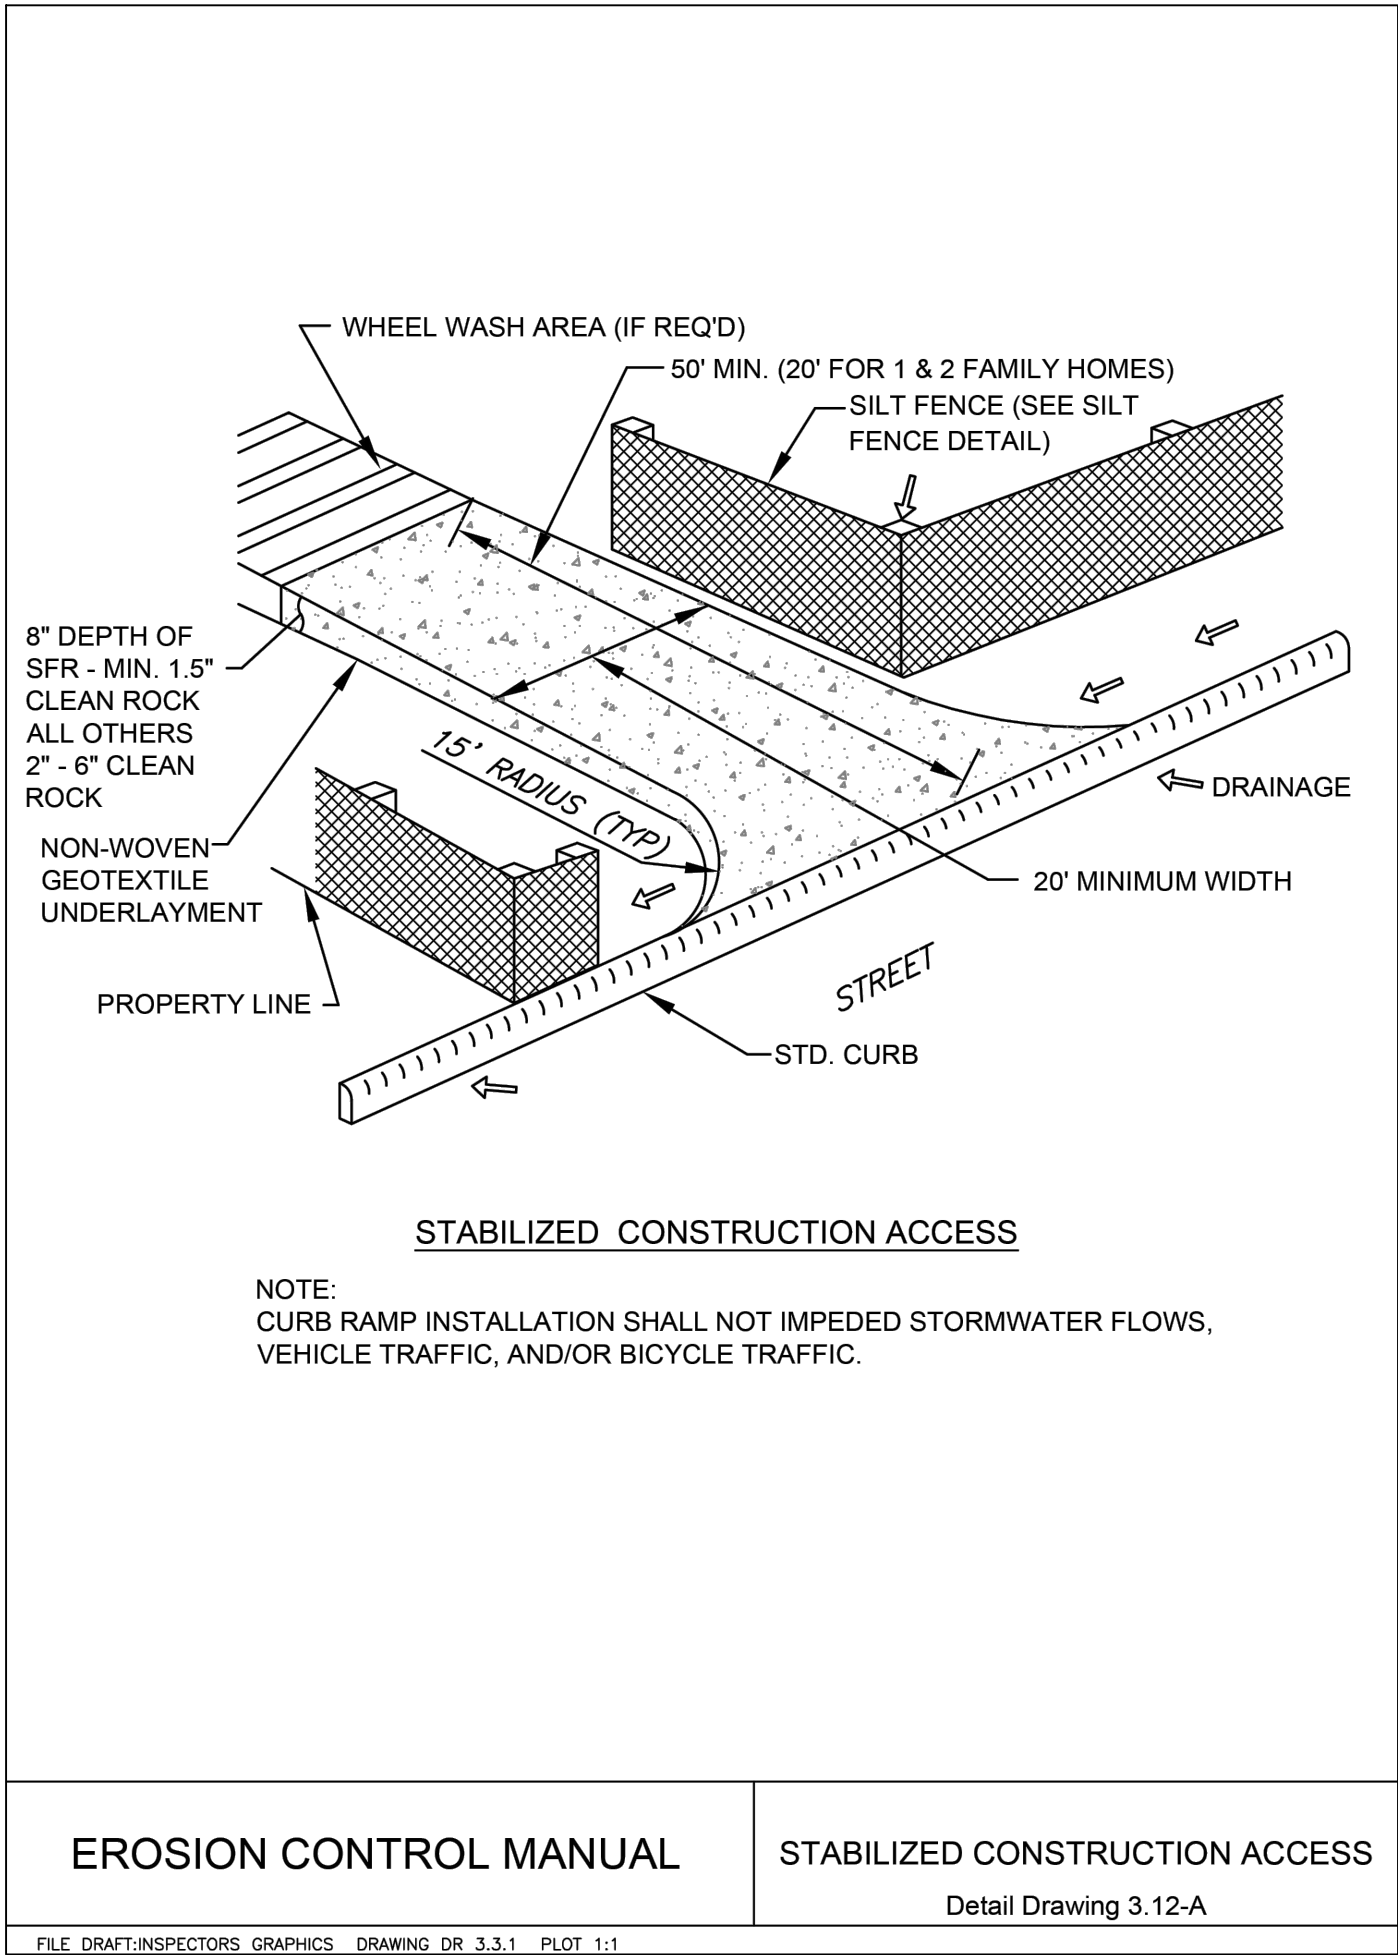 WHEEL WASH AREA (IF REQ'D)
50' MIN. (20' FOR 1 & 2 FAMILY HOMES)
SILT FENCE (SEE SILT
FENCE DETAIL)
8" DEPTH OF
SFR - MIN. 1.5"
CLEAN ROCK
ALL OTHERS
2" - 6" CLEAN
ROCK
NON-WOVEN
GEOTEXTILE
UNDERLAYMENT
PROPERTY LINE
15' RADIUS (TYP)
DRAINAGE
20' MINIMUM WIDTH
STREET
STD. CURB
STABILIZED CONSTRUCTION ACCESS
NOTE:
CURB RAMP INSTALLATION SHALL NOT IMPEDED STORMWATER FLOWS,
VEHICLE TRAFFIC, AND/OR BICYCLE TRAFFIC.
EROSION CONTROL MANUAL
STABILIZED CONSTRUCTION ACCESS
Detail Drawing 3.12-A
FILE DRAFT:INSPECTORS GRAPHICS DRAWING DR 3.3.1 PLOT 1:1